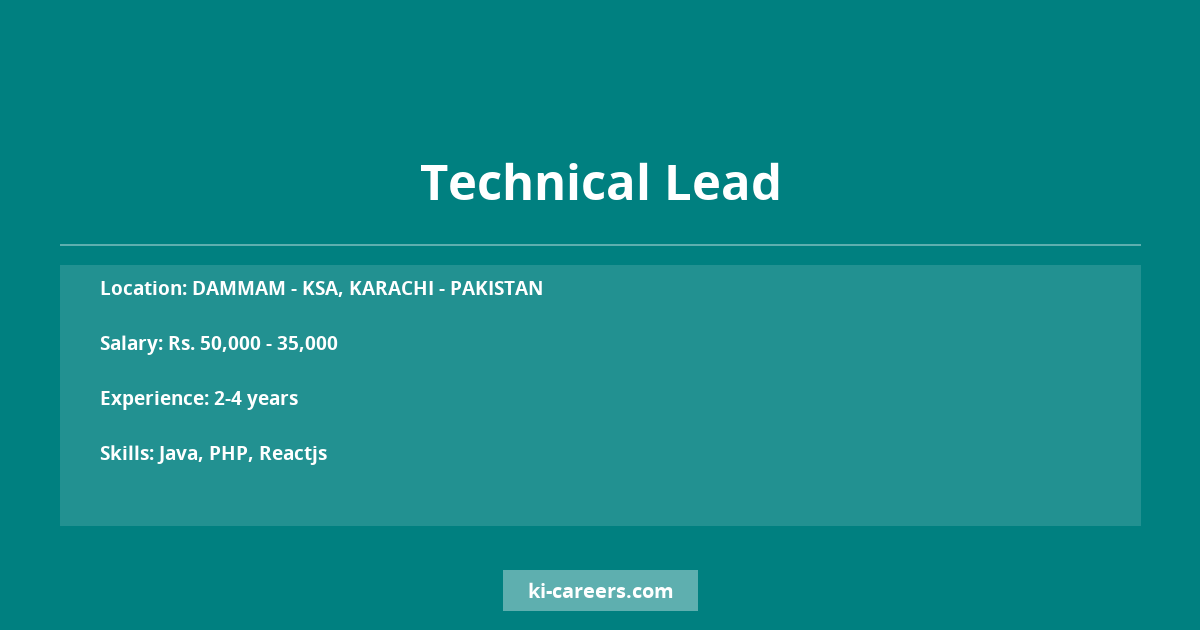 Technical Lead
Location: DAMMAM - KSA, KARACHI - PAKISTAN
Salary: Rs. 50,000 - 35,000
Experience: 2-4 years
Skills: Java, PHP, Reactjs
ki-careers.com